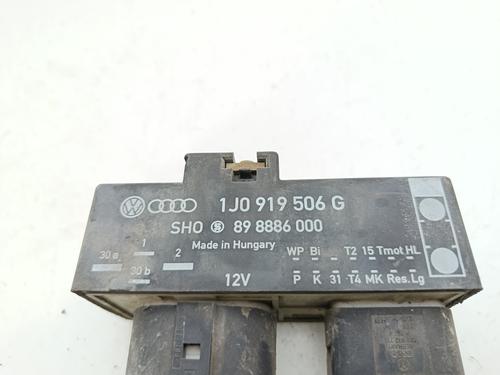 1J0 919 506 G
SHO 89 8886 000
Made in Hungary
WP Bi T2 15 Tmot. HL
1
30 a 2
30 b
12V
P K 31 T4 MK Res. Lg